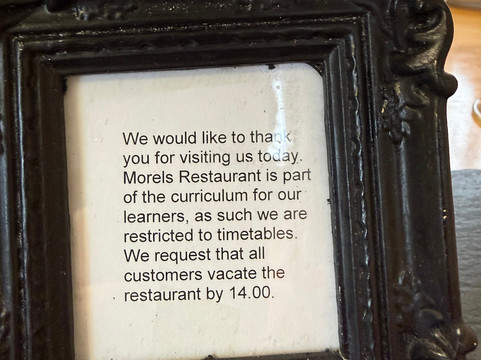 We would like to thank
you for visiting us today.
Morels Restaurant is part
of the curriculum for our
learners, as such we are
restricted to timetables.
We request that all
customers vacate the
restaurant by 14.00.